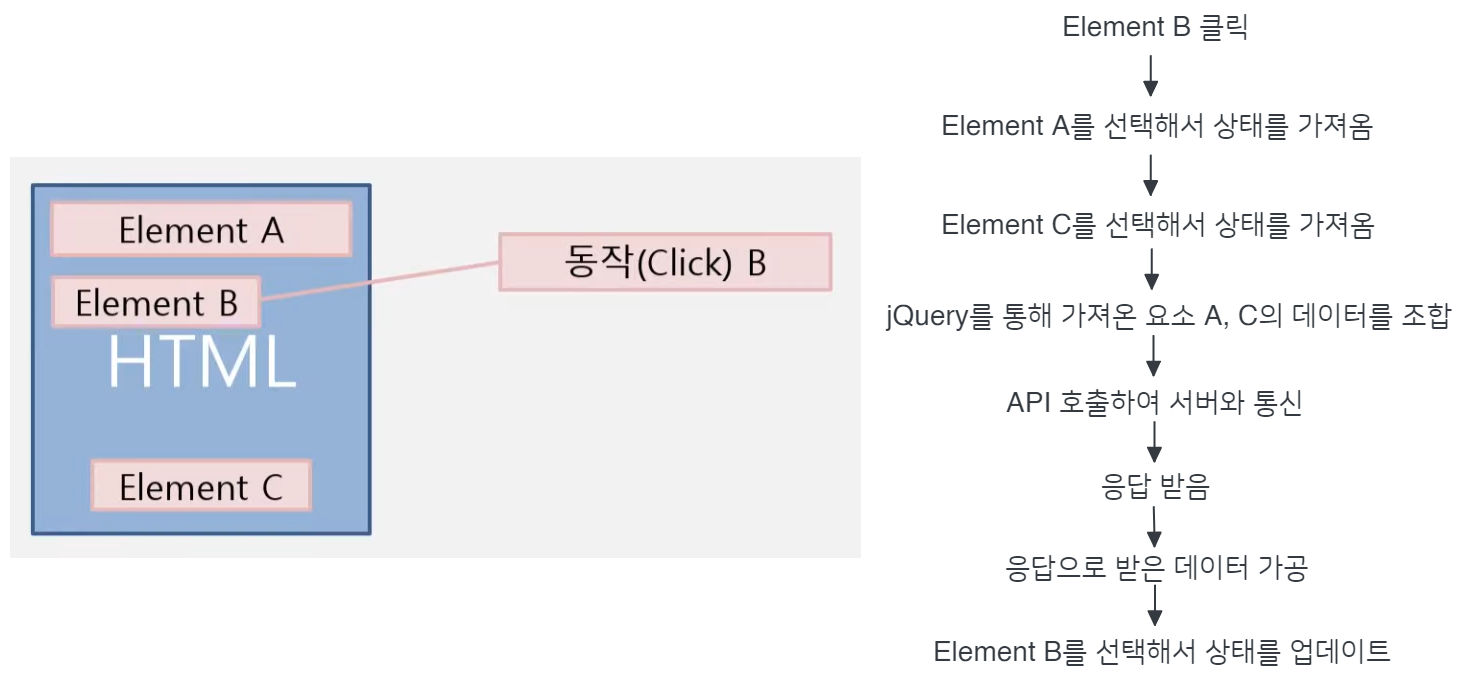 Element A
Element B
HTML
Element C
동작(Click) B
Element B 클릭
Element A를 선택해서 상태를 가져옴
Element C를 선택해서 상태를 가져옴
jQuery를 통해 가져온 요소 A, C의 데이터를 조합
API 호출하여 서버와 통신
응답 받음
응답으로 받은 데이터 가공
Element B를 선택해서 상태를 업데이트